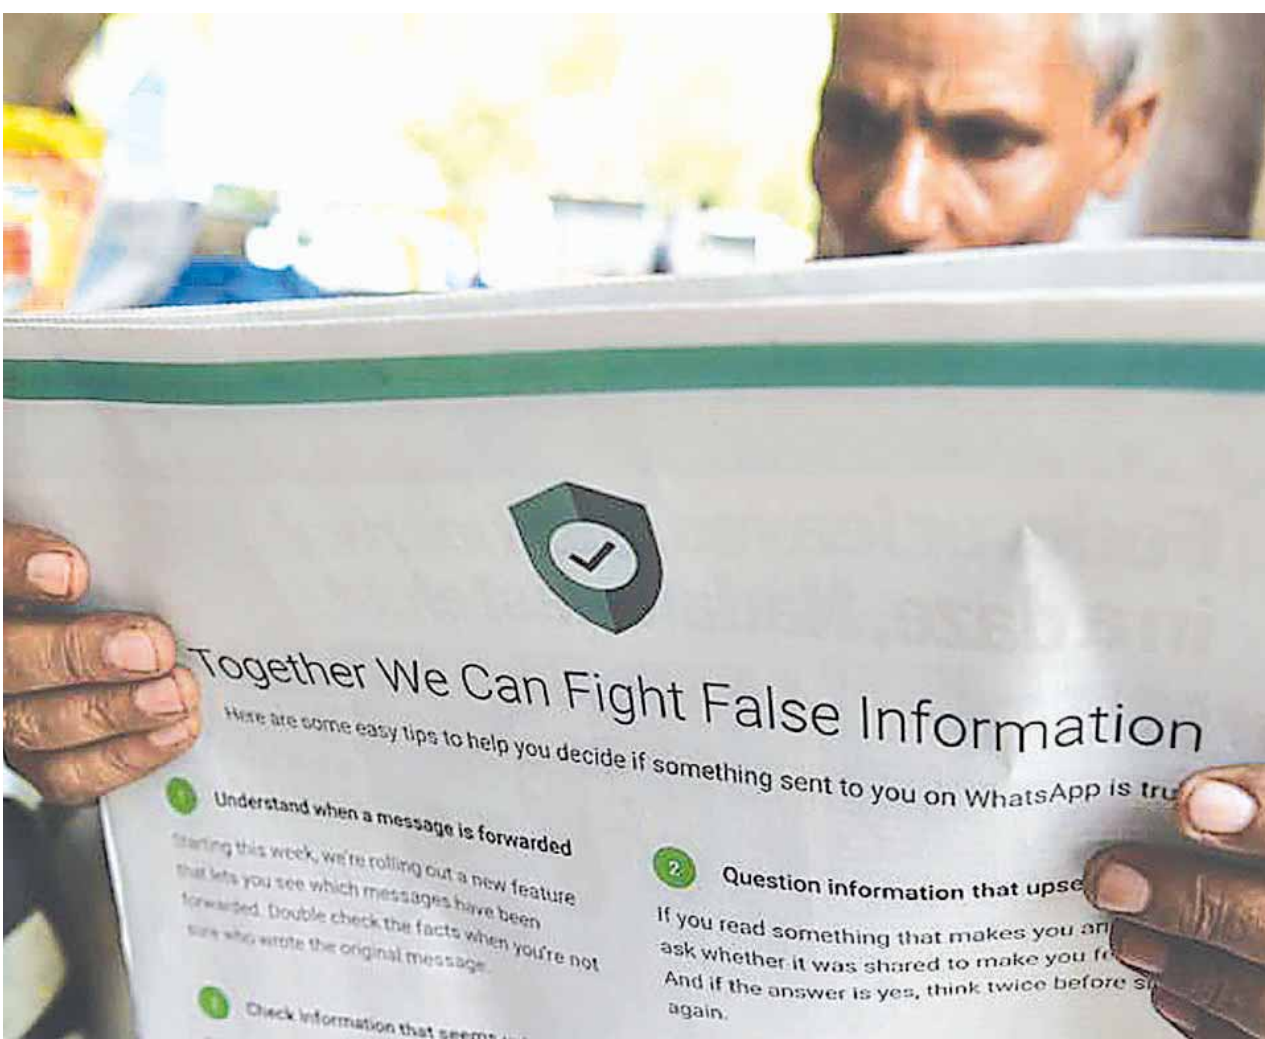 Together We Can Fight False Information
Here are some easy tips to help you decide if something sent to you on WhatsApp is tru
1 Understand when a message is forwarded
Starting this week, we're rolling out a new feature
that lets you see which messages have been
forwarded. Double check the facts when you're not
sure who wrote the original message.
2 Question information that upse
If you read something that makes you an
ask whether it was shared to make you fe
And if the answer is yes, think twice before s
again.
Check information that seems